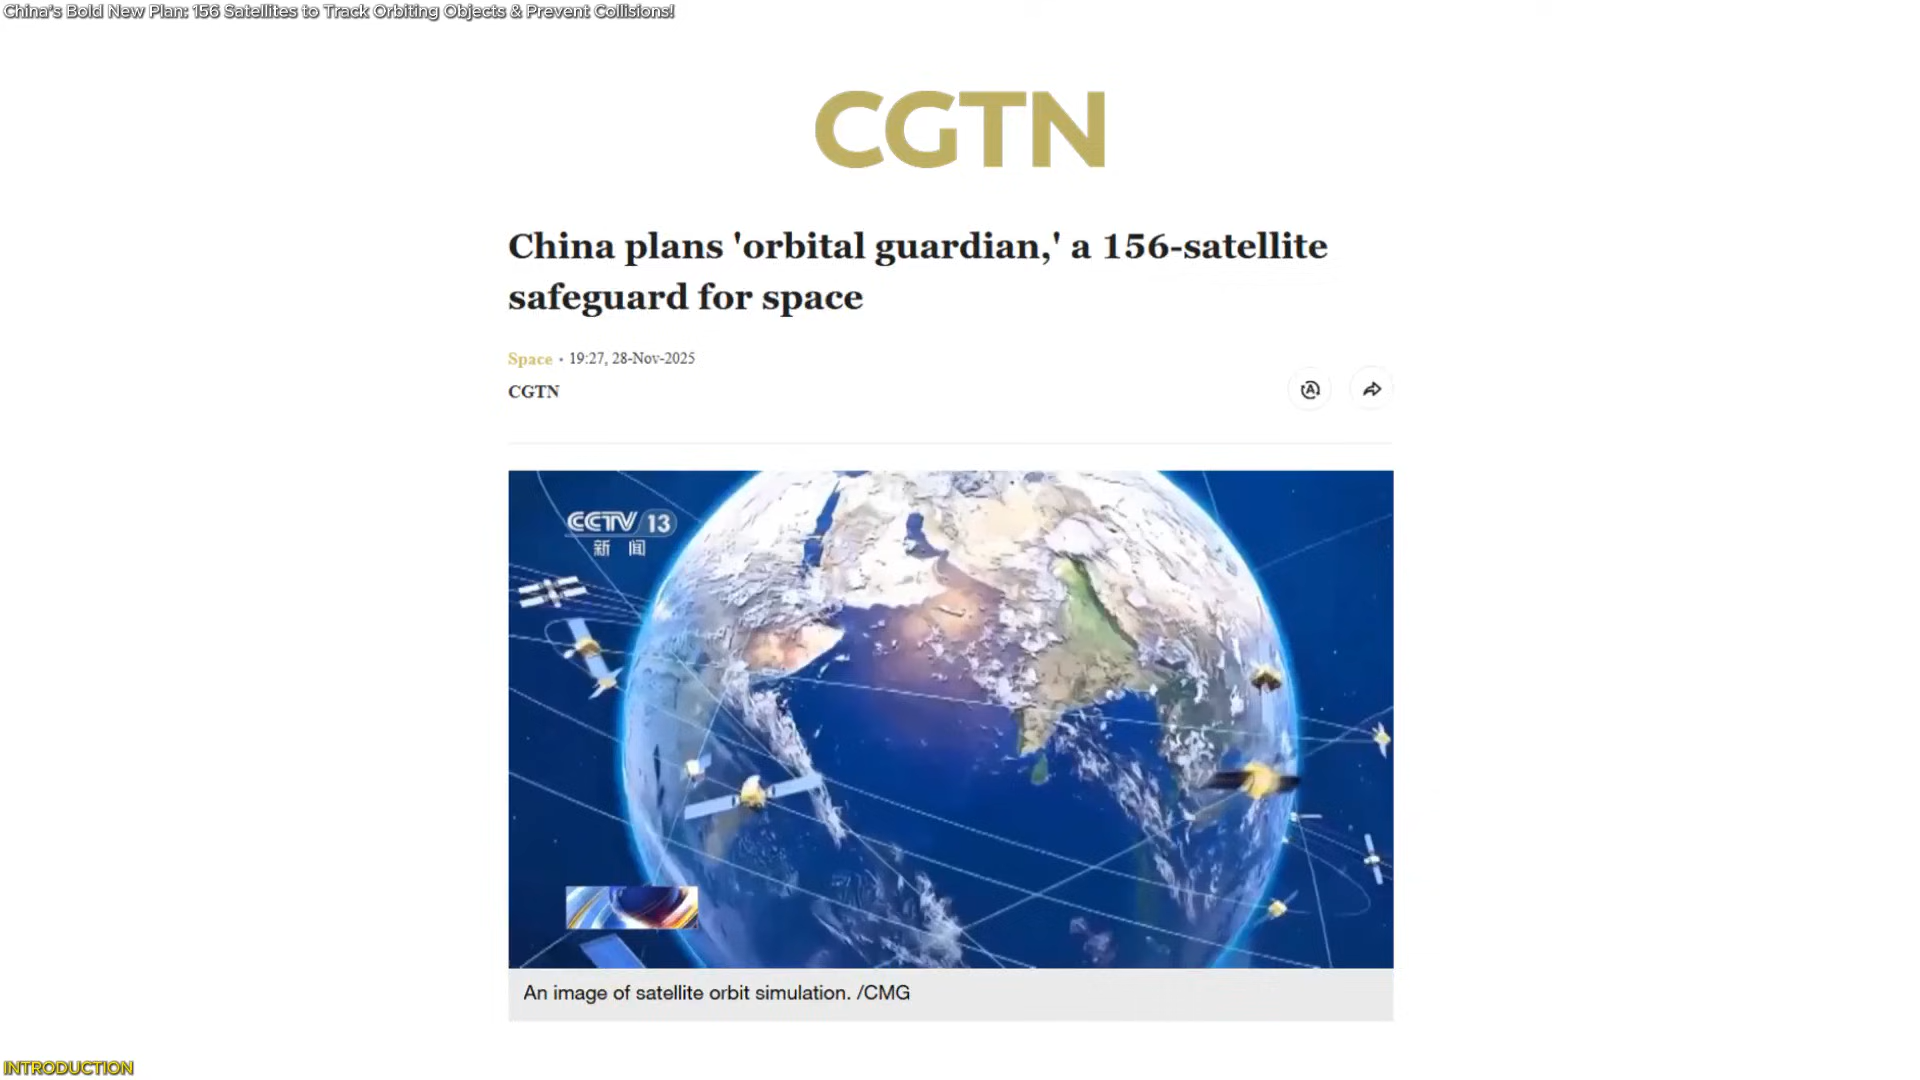 China's Bold New Plan: 156 Satellites to Track Orbiting Objects & Prevent Collisions!
CGTN
China plans 'orbital guardian,' a 156-satellite
safeguard for space
Space • 19:27, 28-Nov-2025
CGTN
A
CCTV 13
新闻
An image of satellite orbit simulation. /CMG
INTRODUCTION